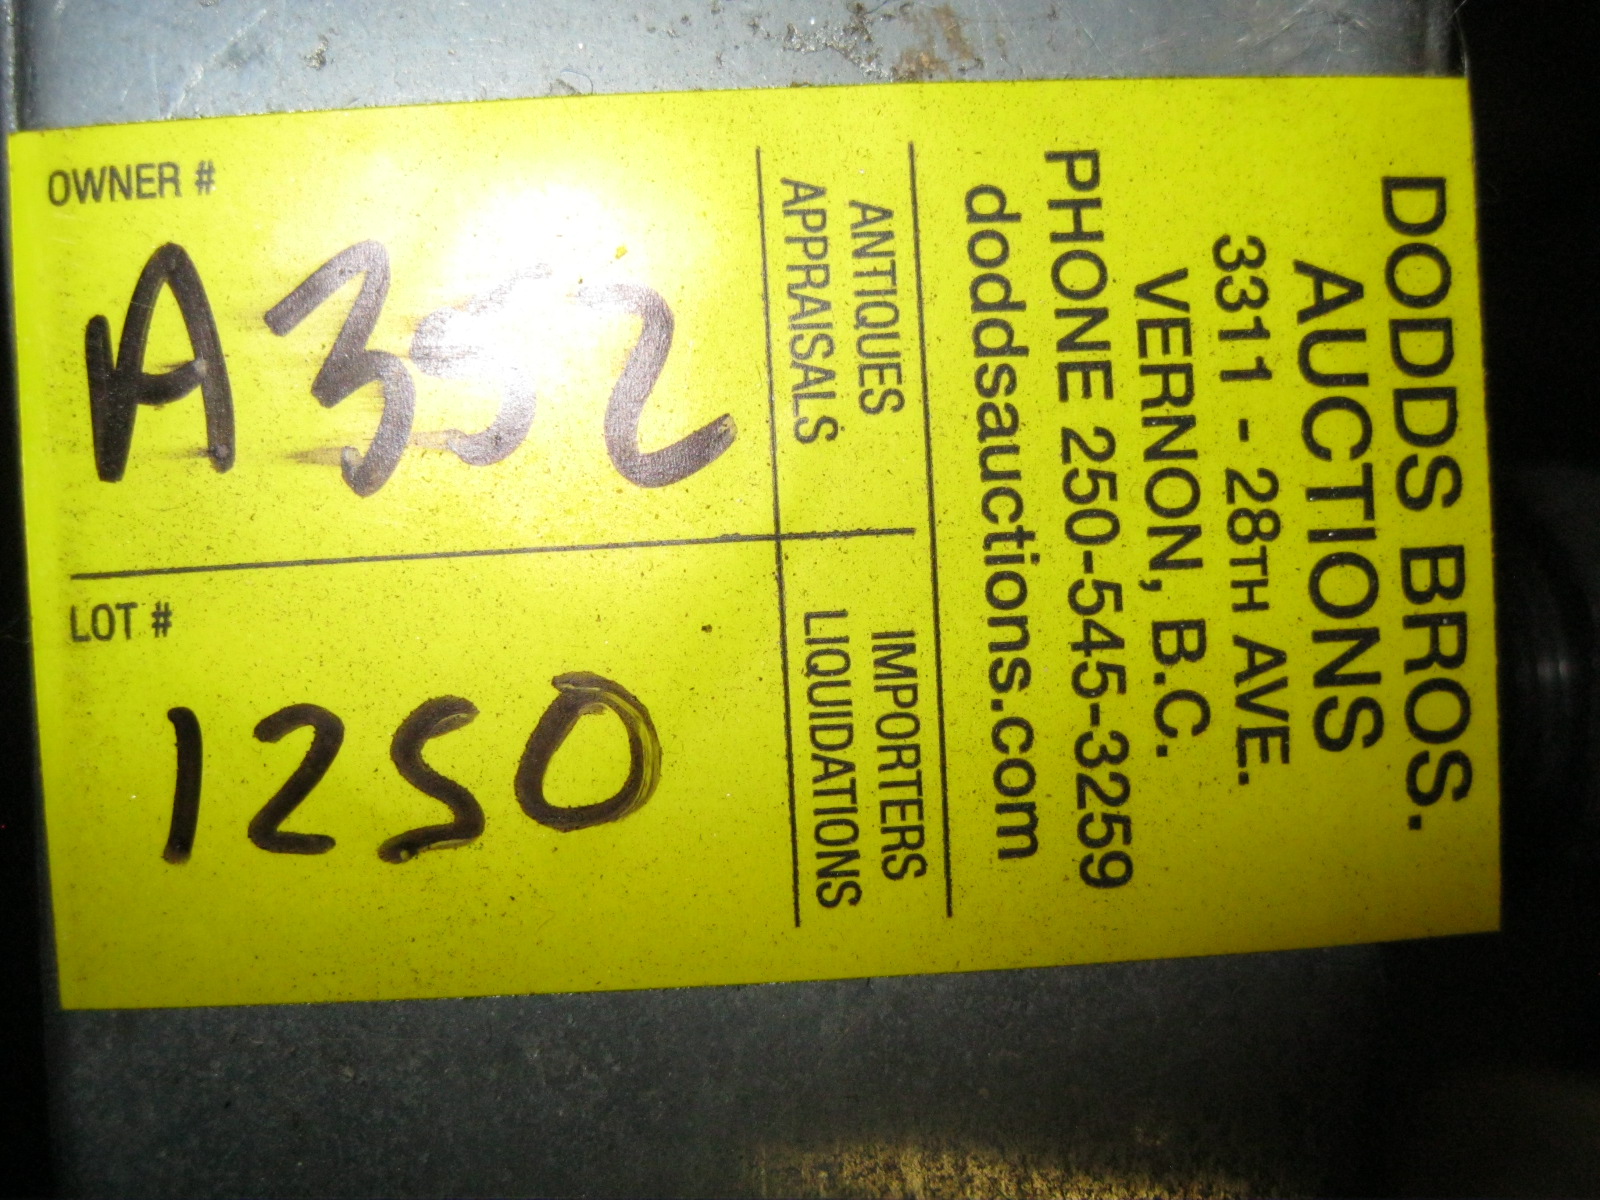 DODDS BROS.
AUCTIONS
3311 - 28TH AVE.
VERNON, B.C.
PHONE 250-545-3259
doddsauctions.com
ANTIQUES
APPRAISALS
IMPORTERS
LIQUIDATIONS
OWNER #
A352
LOT #
1250